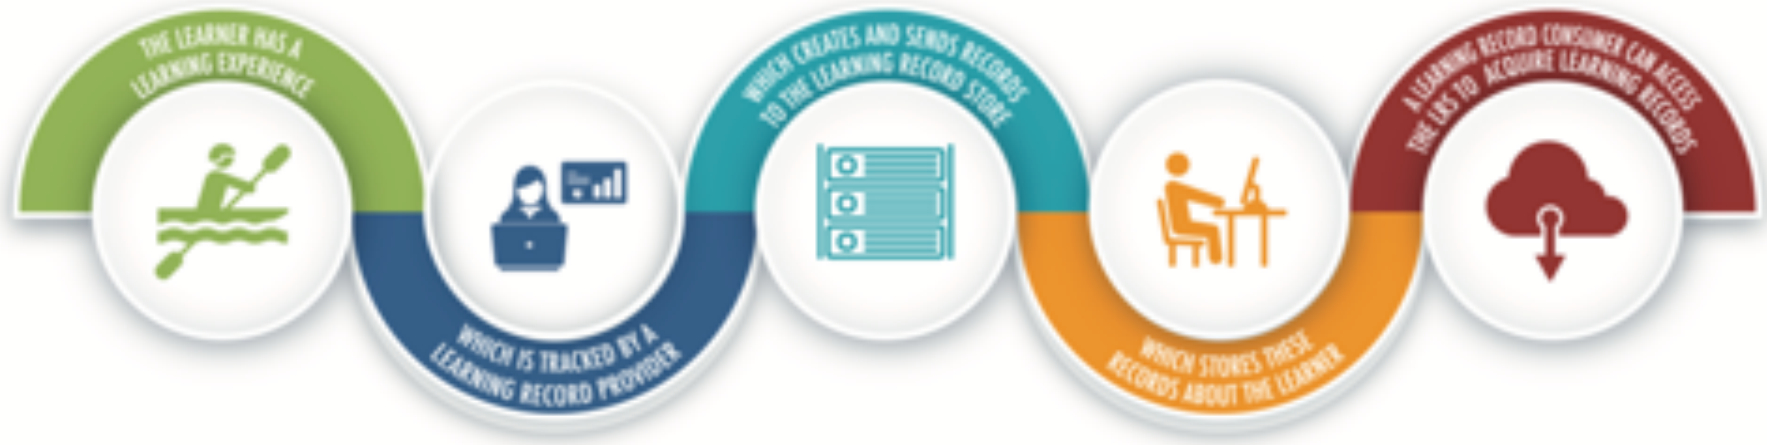 THE LEARNER HAS A
LEARNING EXPERIENCE
WHICH IS TRACKED BY A
LEARNING RECORD PROVIDER
WHICH CREATES AND SENDS RECORDS
TO THE LEARNING RECORD STORE
WHICH STORES THESE
RECORDS ABOUT THE LEARNER
A LEARNING RECORD CONSUMER CAN ACCESS
THE LRS TO ACQUIRE LEARNING RECORDS